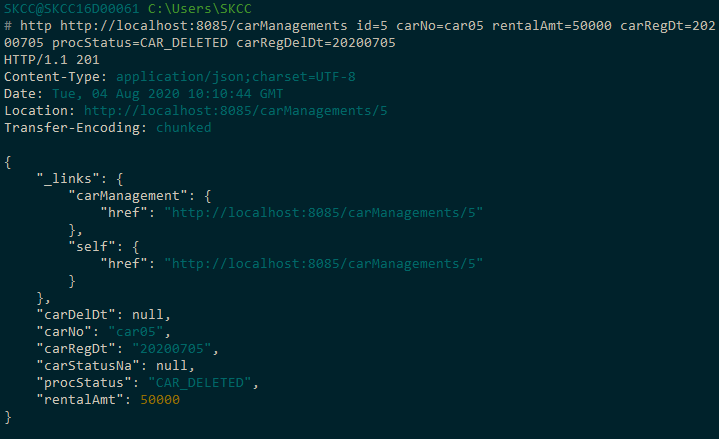 SKCC@SKCC16D00061 C:\Users\SKCC
# http http://localhost:8085/carManagements id=5 carNo=car05 rentalAmt=50000 carRegDt=202
00705 procStatus=CAR_DELETED carRegDelDt=20200705
HTTP/1.1 201
Content-Type: application/json;charset=UTF-8
Date: Tue, 04 Aug 2020 10:10:44 GMT
Location: http://localhost:8085/carManagements/5
Transfer-Encoding: chunked

{
    "_links": {
        "carManagement": {
            "href": "http://localhost:8085/carManagements/5"
        },
        "self": {
            "href": "http://localhost:8085/carManagements/5"
        }
    },
    "carDelDt": null,
    "carNo": "car05",
    "carRegDt": "20200705",
    "carStatusNa": null,
    "procStatus": "CAR_DELETED",
    "rentalAmt": 50000
}